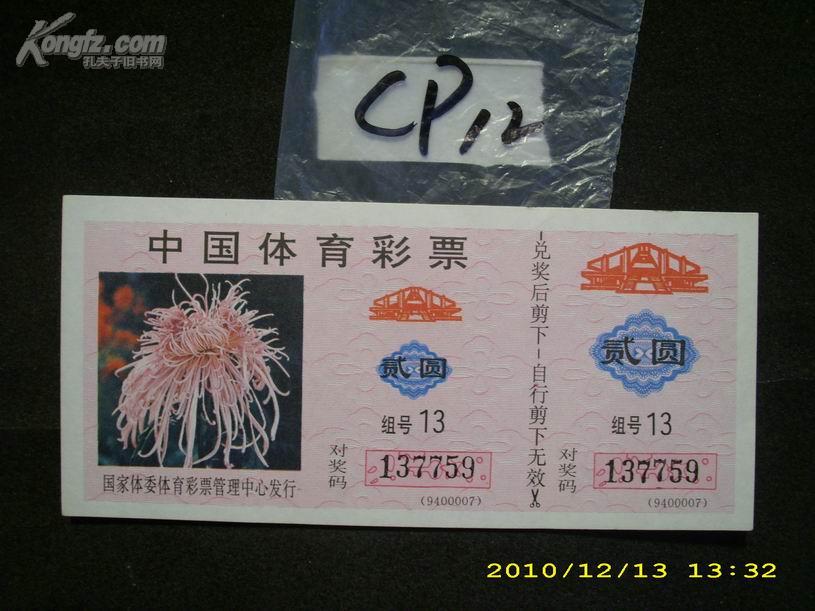 Kongfz.com
孔夫子旧书网
CP12
中国体育彩票
贰圆
组号 13
对奖码
137759
(9400007)
国家体委体育彩票管理中心发行
兑奖后剪下-自行剪下无效
贰圆
组号 13
对奖码
137759
(9400007)
2010/12/13 13:32